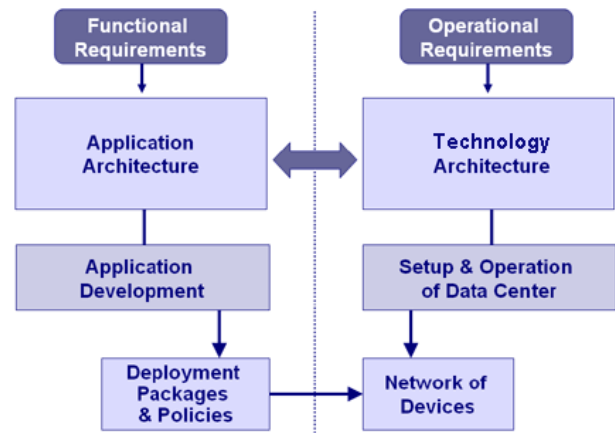 Functional
Requirements
Operational
Requirements
Application
Architecture
Technology
Architecture
Application
Development
Setup & Operation
of Data Center
Deployment
Packages
& Policies
Network of
Devices